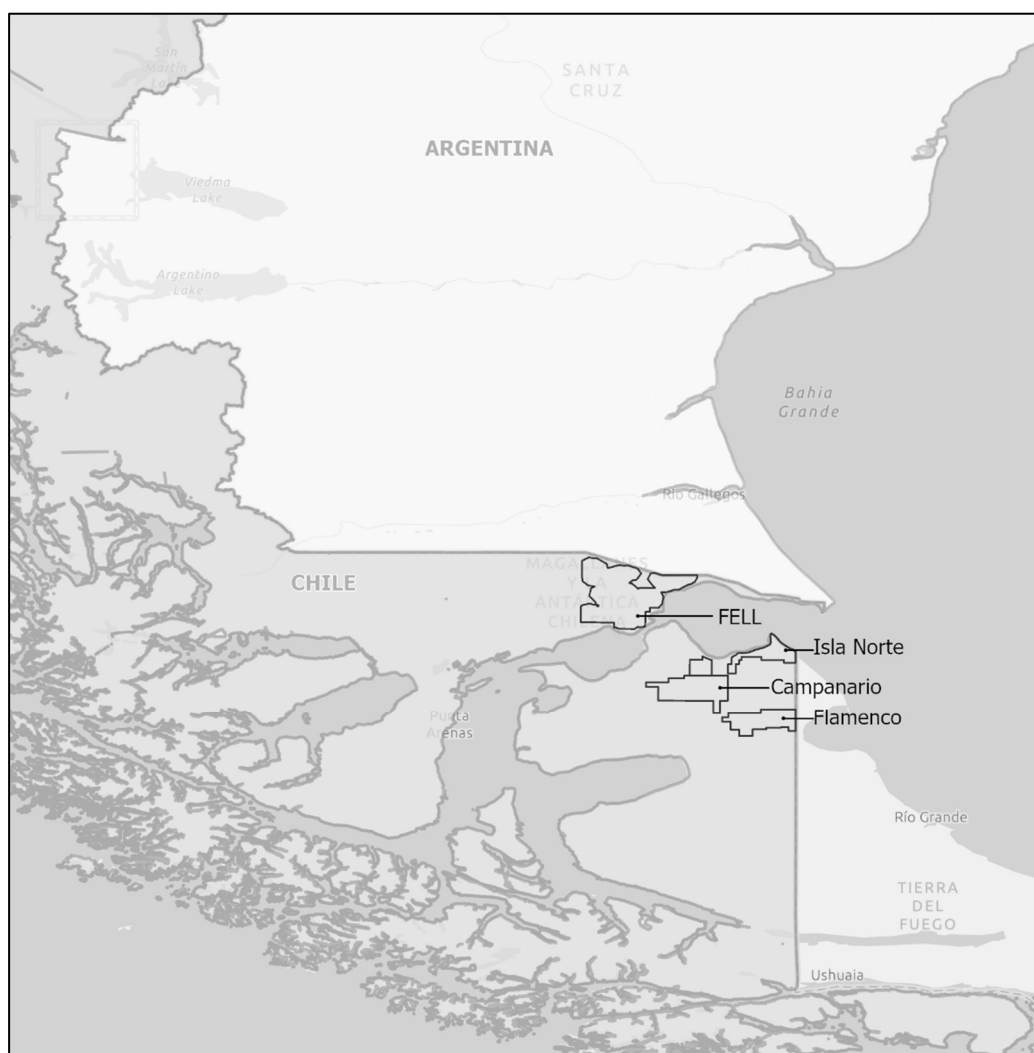 SAN
MARTÍN
SANTA
CRUZ
ARGENTINA
Viedma
Lake
Argentino
Lake
Bahia
Grande
Río Gallegos
MAGALLANES
Y LA
ANTÁRTICA
CHILENA
CHILE
FELL
Isla Norte
Campanario
Flamenco
Punta
Arenas
Río Grande
TIERRA
DEL
FUEGO
Ushuaia